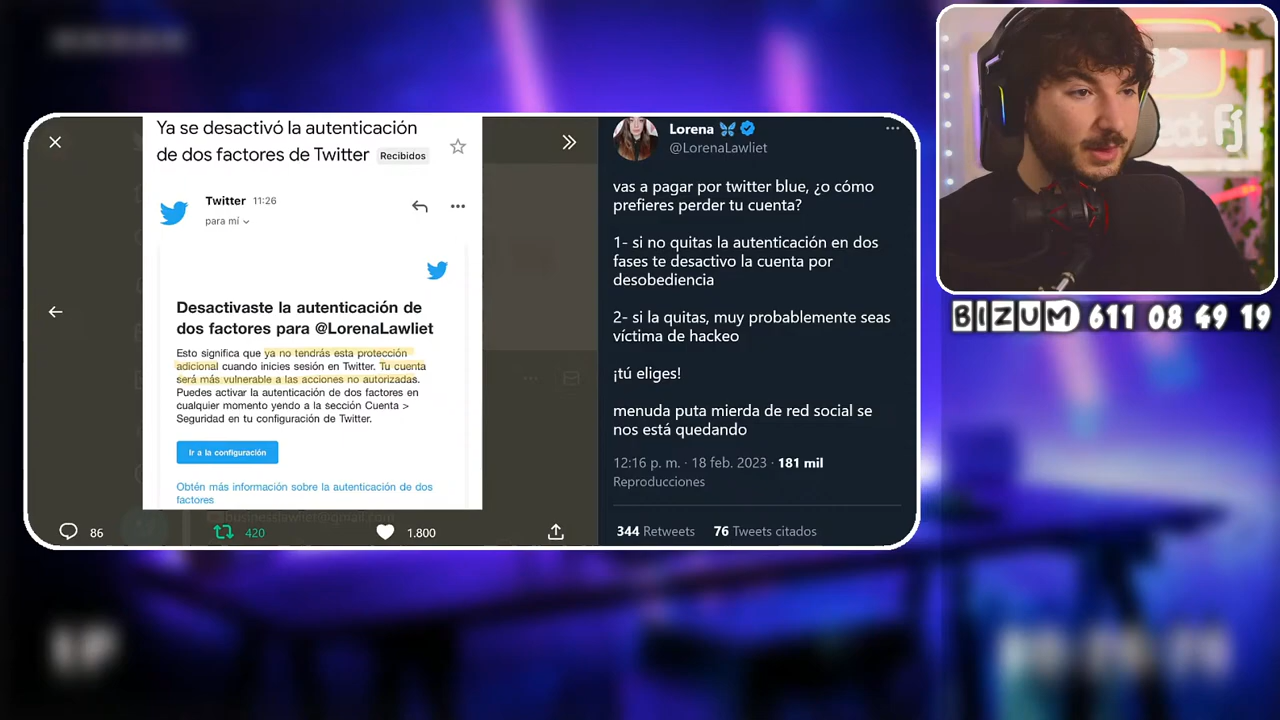 Ya se desactivó la autenticación
de dos factores de Twitter Recibidos
Twitter 11:26
para mí
Desactivaste la autenticación de
dos factores para @LorenaLawliet
Esto significa que ya no tendrás esta protección
adicional cuando inicies sesión en Twitter. Tu cuenta
será más vulnerable a las acciones no autorizadas.
Puedes activar la autenticación de dos factores en
cualquier momento yendo a la sección Cuenta >
Seguridad en tu configuración de Twitter.
Ir a la configuración
Obtén más información sobre la autenticación de dos
factores
businesslawliet@gmail.com
86 420 1.800
Lorena
@LorenaLawliet
vas a pagar por twitter blue, ¿o cómo
prefieres perder tu cuenta?
1- si no quitas la autenticación en dos
fases te desactivo la cuenta por
desobediencia
2- si la quitas, muy probablemente seas
víctima de hackeo
¡tú eliges!
menuda puta mierda de red social se
nos está quedando
12:16 p. m. · 18 feb. 2023 · 181 mil
Reproducciones
344 Retweets 76 Tweets citados
BIZUM 611 08 49 19